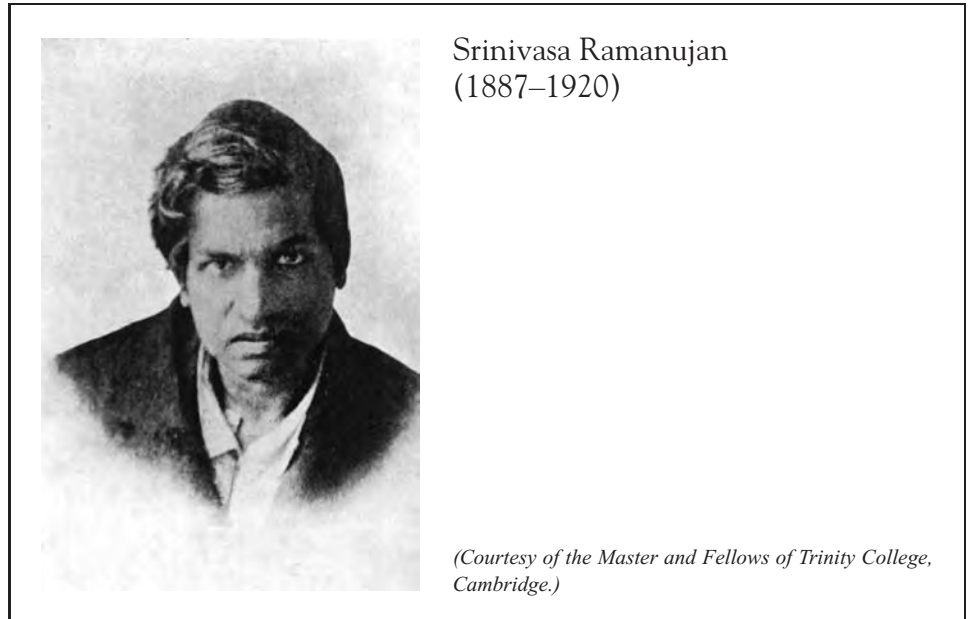 Srinivasa Ramanujan
(1887–1920)
(Courtesy of the Master and Fellows of Trinity College,
Cambridge.)